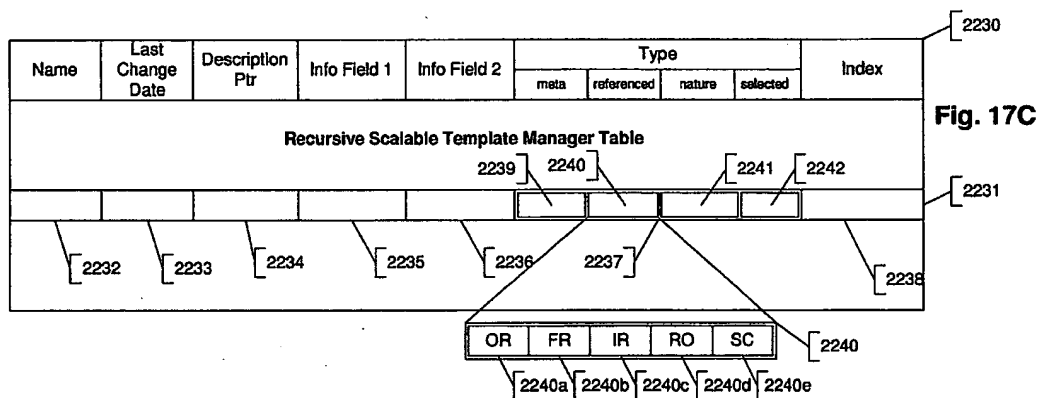 2230
Name
Last
Change
Date
Description
Ptr
Info Field 1
Info Field 2
Type
meta
referenced
nature
selected
Index
Fig. 17C
Recursive Scalable Template Manager Table
2239
2240
2241
2242
2231
2232
2233
2234
2235
2236
2237
2238
OR
FR
IR
RO
SC
2240
2240a
2240b
2240c
2240d
2240e